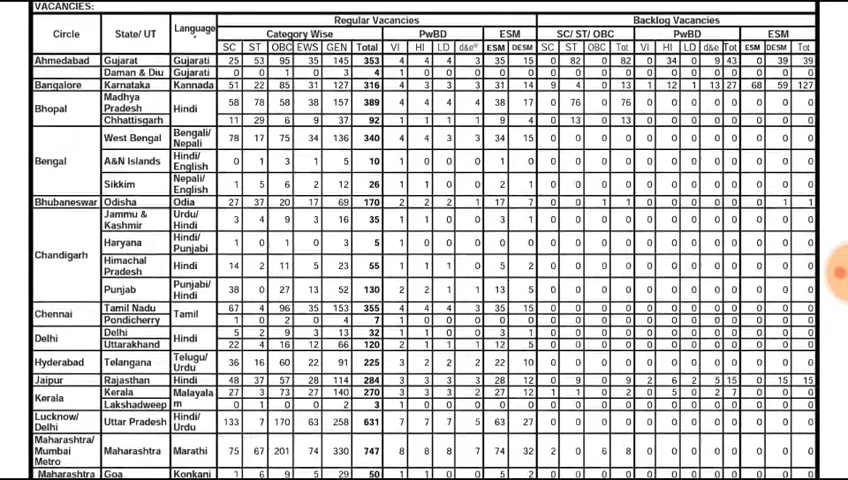 VACANCIES:
Circle State/ UT Language * Regular Vacancies Backlog Vacancies
Category Wise PwBD ESM SC/ ST/ OBC PwBD ESM
SC ST OBC EWS GEN Total VI HI LD d&e ESM DESM SC ST OBC Tot VI HI LD d&e Tot ESM DESM Tot
Ahmedabad Gujarat Gujarati 25 53 95 35 145 353 4 4 4 3 35 15 0 82 0 82 0 34 0 9 43 0 39 39
Daman & Diu Gujarati 0 0 1 0 3 4 1 0 0 0 0 0 0 0 0 0 0 0 0 0 0 0 0 0
Bangalore Karnataka Kannada 51 22 85 31 127 316 4 3 3 3 31 14 9 4 0 13 1 12 1 13 27 68 59 127
Bhopal Madhya Pradesh Hindi 58 78 58 38 157 389 4 4 4 4 38 17 0 76 0 76 0 0 0 0 0 0 0 0
Chhattisgarh 11 29 6 9 37 92 1 1 1 1 9 4 0 13 0 13 0 0 0 0 0 0 0 0
Bengal West Bengal Bengali/ Nepali 78 17 75 34 136 340 4 4 3 3 34 15 0 0 0 0 0 0 0 0 0 0 0 0
A&N Islands Hindi/ English 0 1 3 1 5 10 1 0 0 0 1 0 0 0 0 0 0 0 0 0 0 0 0 0
Sikkim Nepali/ English 1 5 6 2 12 26 1 1 0 0 2 1 0 0 0 0 0 0 0 0 0 0 0 0
Bhubaneswar Odisha Odia 27 37 20 17 69 170 2 2 2 1 17 7 0 0 1 1 0 0 0 0 0 0 1 1
Chandigarh Jammu & Kashmir Urdu/ Hindi 3 4 9 3 16 35 1 1 0 0 3 1 0 0 0 0 0 0 0 0 0 0 0 0
Haryana Hindi/ Punjabi 1 0 1 0 3 5 1 0 0 0 0 0 0 0 0 0 0 0 0 0 0 0 0 0
Himachal Pradesh Hindi 14 2 11 5 23 55 1 1 1 0 5 2 0 0 0 0 0 0 0 0 0 0 0 0
Punjab Punjabi/ Hindi 38 0 27 13 52 130 2 2 1 1 13 5 0 0 0 0 0 0 0 0 0 0 0 0
Chennai Tamil Nadu Tamil 67 4 96 35 153 355 4 4 4 3 35 15 0 0 0 0 0 0 0 0 0 0 0 0
Pondicherry 1 0 2 0 4 7 1 0 0 0 0 0 0 0 0 0 0 0 0 0 0 0 0 0
Delhi Delhi Hindi 5 2 9 3 13 32 1 1 0 0 3 1 0 0 0 0 0 0 0 0 0 0 0 0
Uttarakhand 22 4 16 12 66 120 2 1 1 1 12 5 0 0 0 0 0 0 0 0 0 0 0 0
Hyderabad Telangana Telugu/ Urdu 36 16 60 22 91 225 3 2 2 2 22 10 0 0 0 0 0 0 0 0 0 0 0 0
Jaipur Rajasthan Hindi 48 37 57 28 114 284 3 3 3 3 28 12 0 9 0 9 2 6 2 5 15 0 15 15
Kerala Kerala Malayala m 27 3 73 27 140 270 3 3 3 2 27 12 1 1 0 2 0 5 0 2 7 0 0 0
Lakshadweep 0 1 0 0 2 3 1 0 0 0 0 0 0 0 0 0 0 0 0 0 0 0 0 0
Lucknow/ Delhi Uttar Pradesh Hindi/ Urdu 133 7 170 63 258 631 7 7 7 5 63 27 0 0 0 0 0 0 0 0 0 0 0 0
Maharashtra/ Mumbai Metro Maharashtra Marathi 75 67 201 74 330 747 8 8 8 7 74 32 2 0 6 8 0 0 0 0 0 0 0 0
Maharashtra Goa Konkani 1 6 9 5 29 50 1 1 0 0 5 2 0 0 0 0 0 0 0 0 0 0 0 0